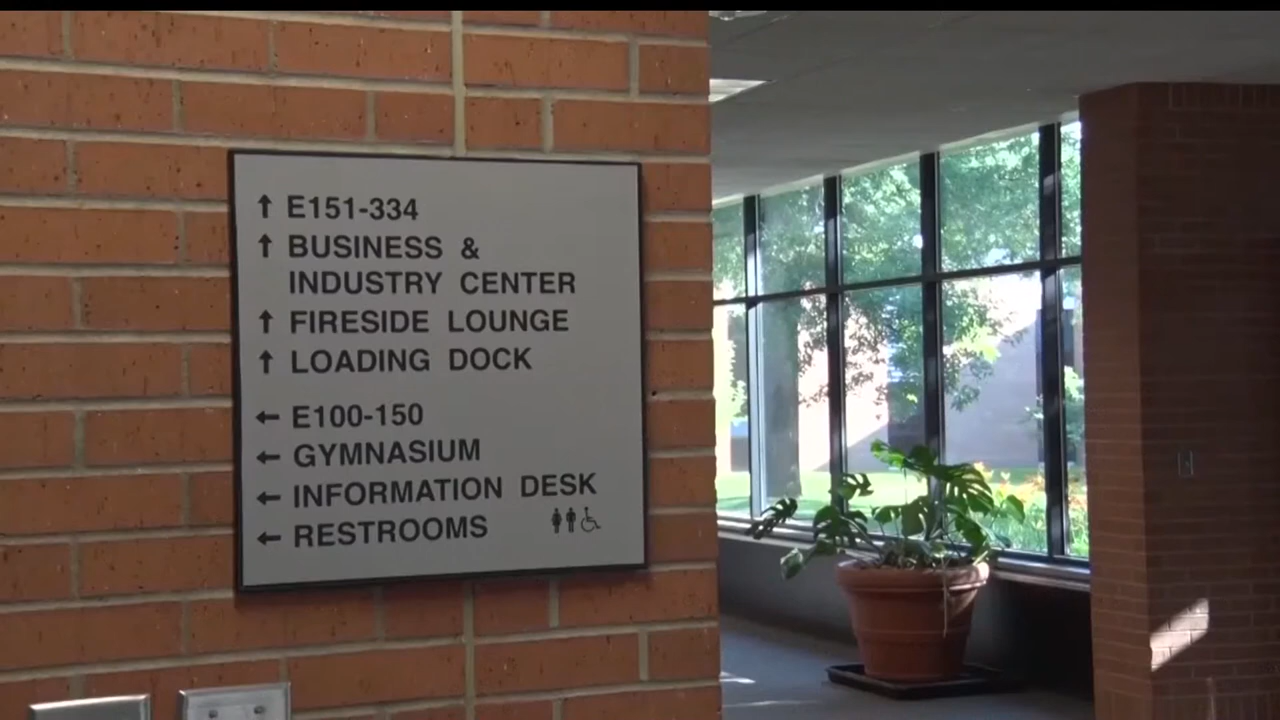 ↑ E151-334
↑ BUSINESS &
INDUSTRY CENTER
↑ FIRESIDE LOUNGE
↑ LOADING DOCK
← E100-150
← GYMNASIUM
← INFORMATION DESK
← RESTROOMS